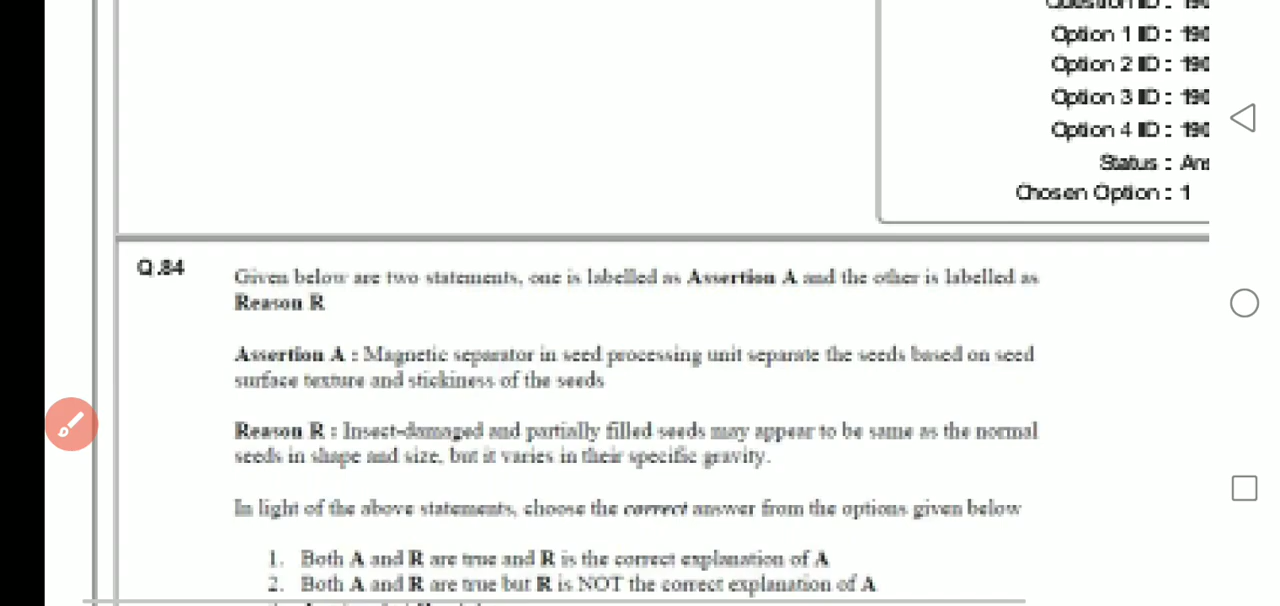 Option 1 ID : 190
Option 2 ID : 190
Option 3 ID : 190
Option 4 ID : 190
Status : Ans
Chosen Option : 1
Q.84
Given below are two statements, one is labelled as Assertion A and the other is labelled as
Reason R
Assertion A : Magnetic separator in seed processing unit separate the seeds based on seed
surface texture and stickiness of the seeds
Reason R : Insect-damaged and partially filled seeds may appear to be same as the normal
seeds in shape and size, but it varies in their specific gravity.
In light of the above statements, choose the correct answer from the options given below
1. Both A and R are true and R is the correct explanation of A
2. Both A and R are true but R is NOT the correct explanation of A